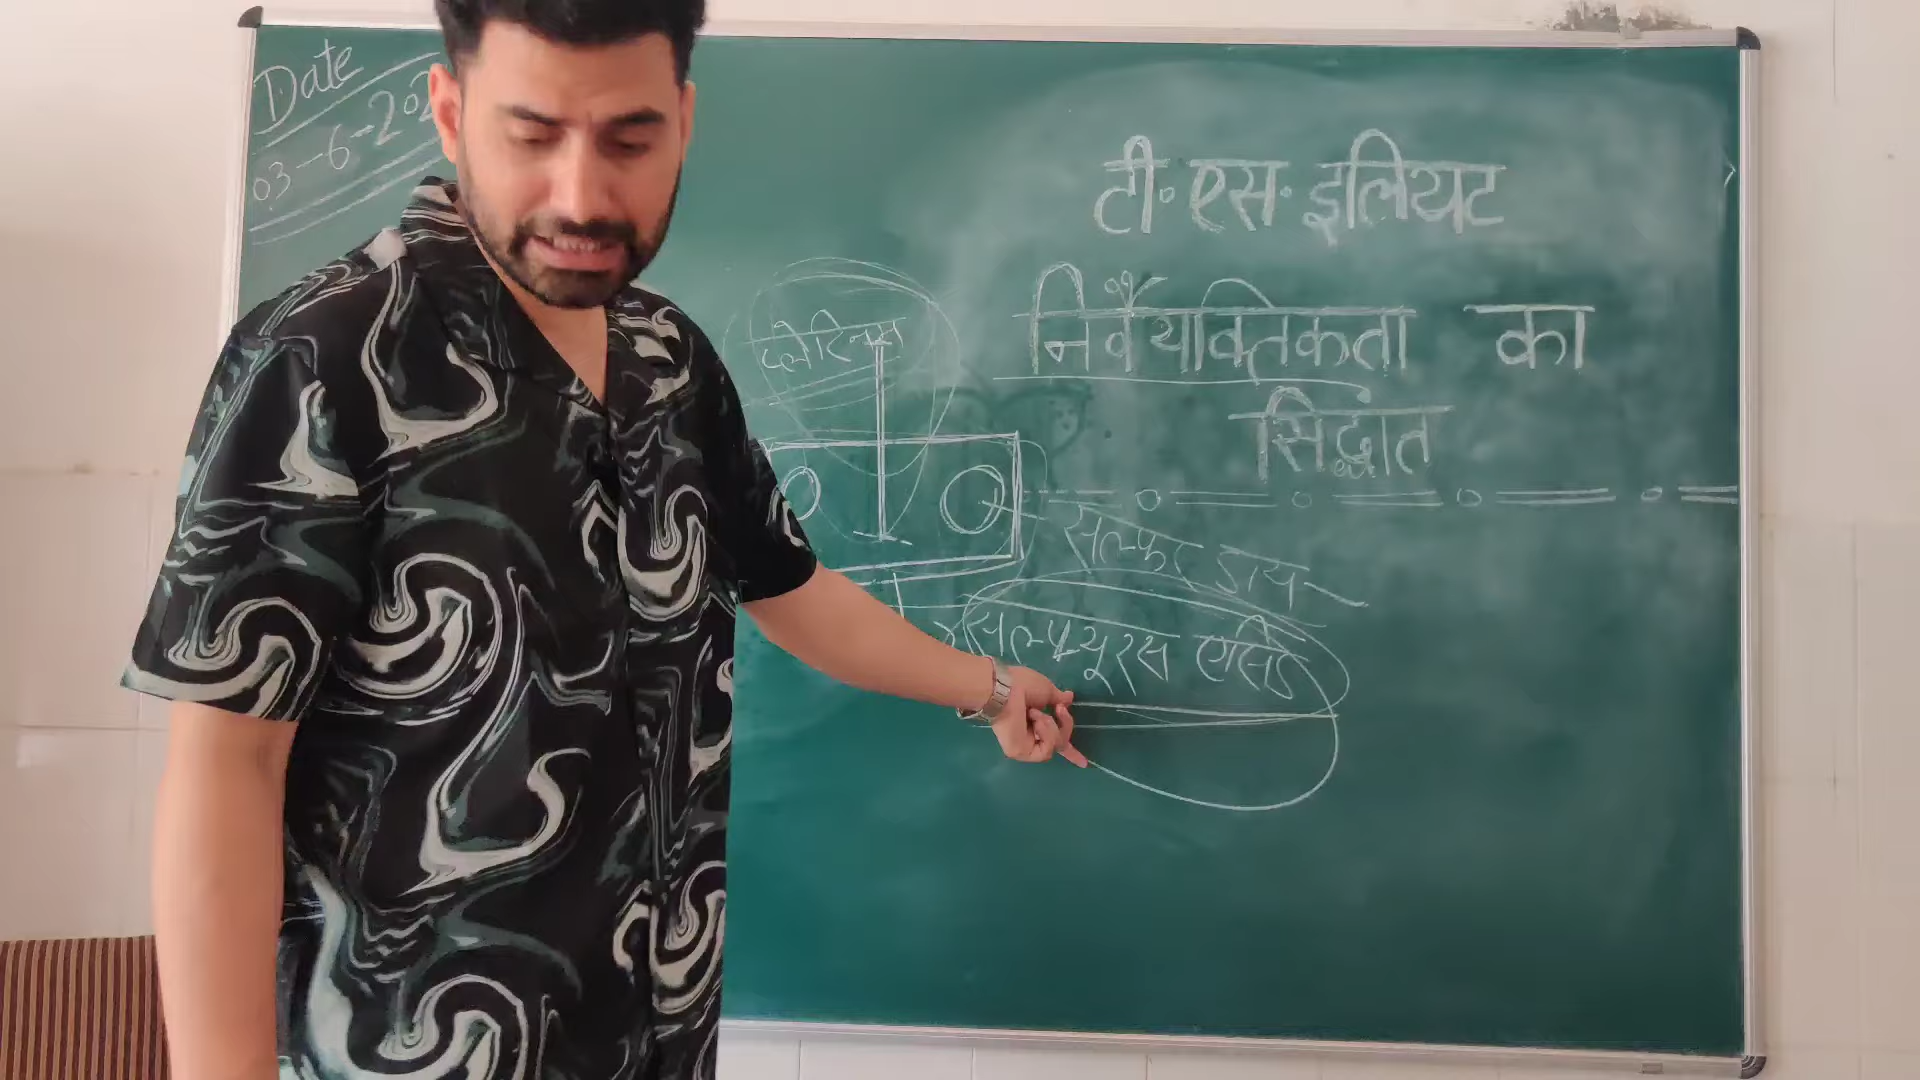 Date
03-6-202
टी. एस. इलियट
निर्वैयक्तिकता का
सिद्धांत
प्लेटिनम
सल्फर डाय
सल्फ्यूरस एसिड